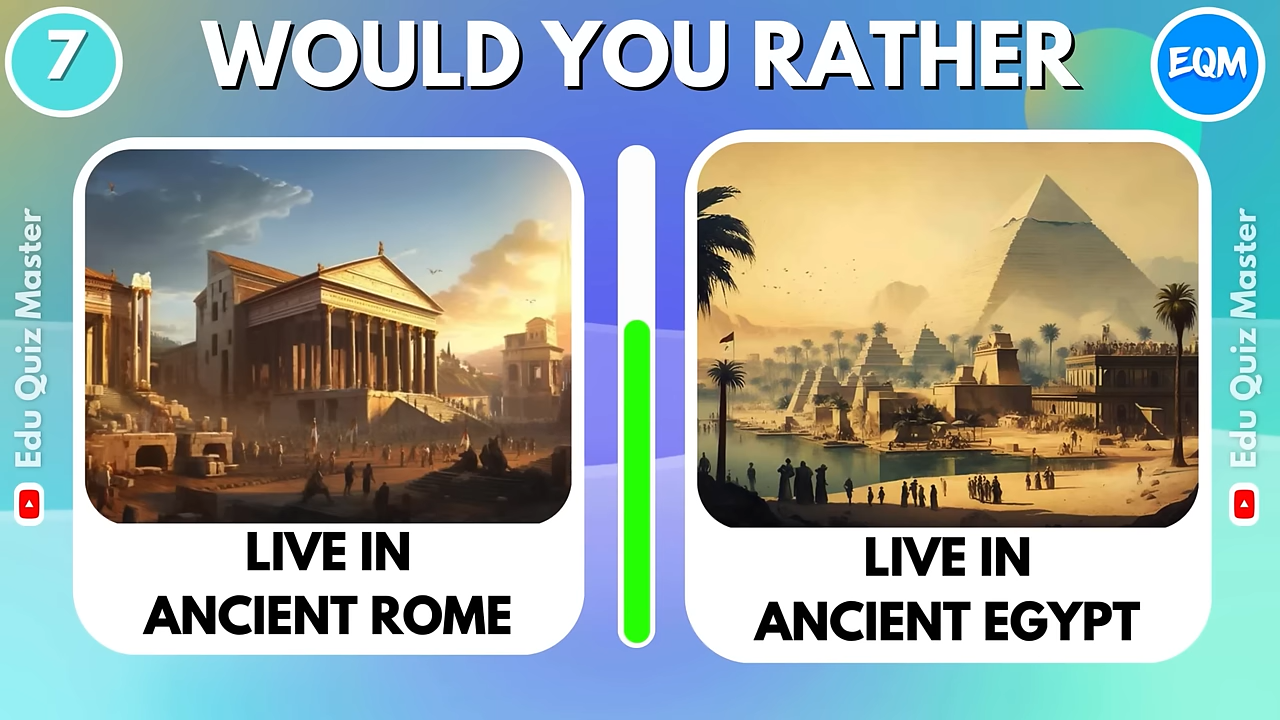 7
WOULD YOU RATHER
EQM
Edu Quiz Master
LIVE IN
ANCIENT ROME
LIVE IN
ANCIENT EGYPT
Edu Quiz Master